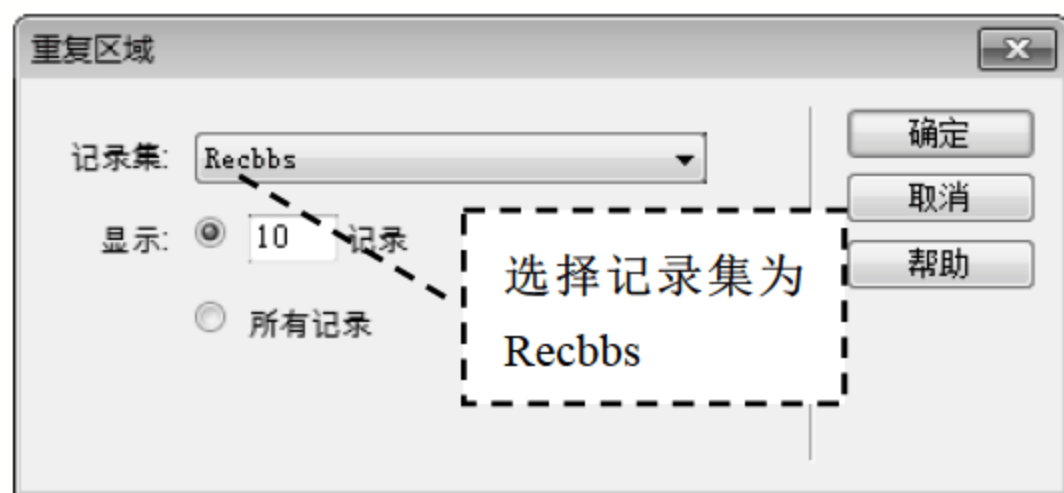 重复区域
记录集: Recbbs
确定
取消
显示: 10 记录
帮助
所有记录
选择记录集为
Recbbs